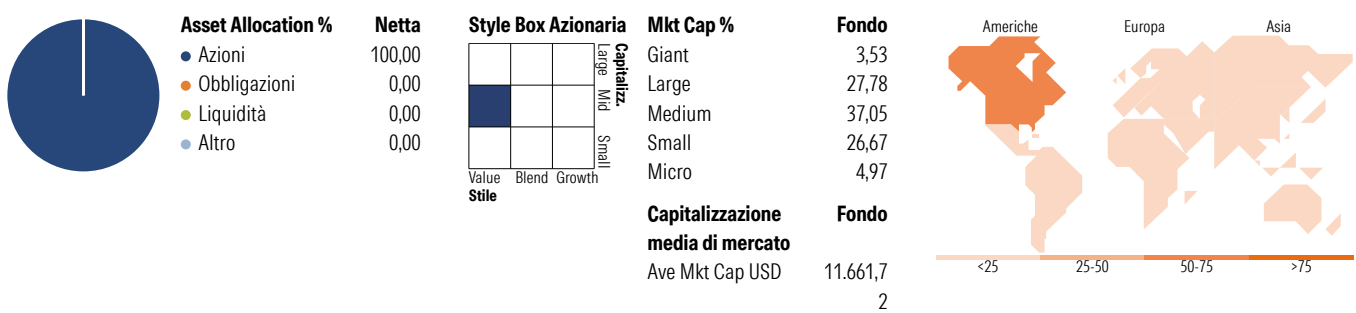 Asset Allocation % Netta
Azioni 100,00
Obbligazioni 0,00
Liquidità 0,00
Altro 0,00
Style Box Azionaria
Capitalizz.
Large
Mid
Small
Value Blend Growth
Stile
Mkt Cap % Fondo
Giant 3,53
Large 27,78
Medium 37,05
Small 26,67
Micro 4,97
Capitalizzazione Fondo
media di mercato
Ave Mkt Cap USD 11.661,7
2
Americhe Europa Asia
<25 25-50 50-75 >75